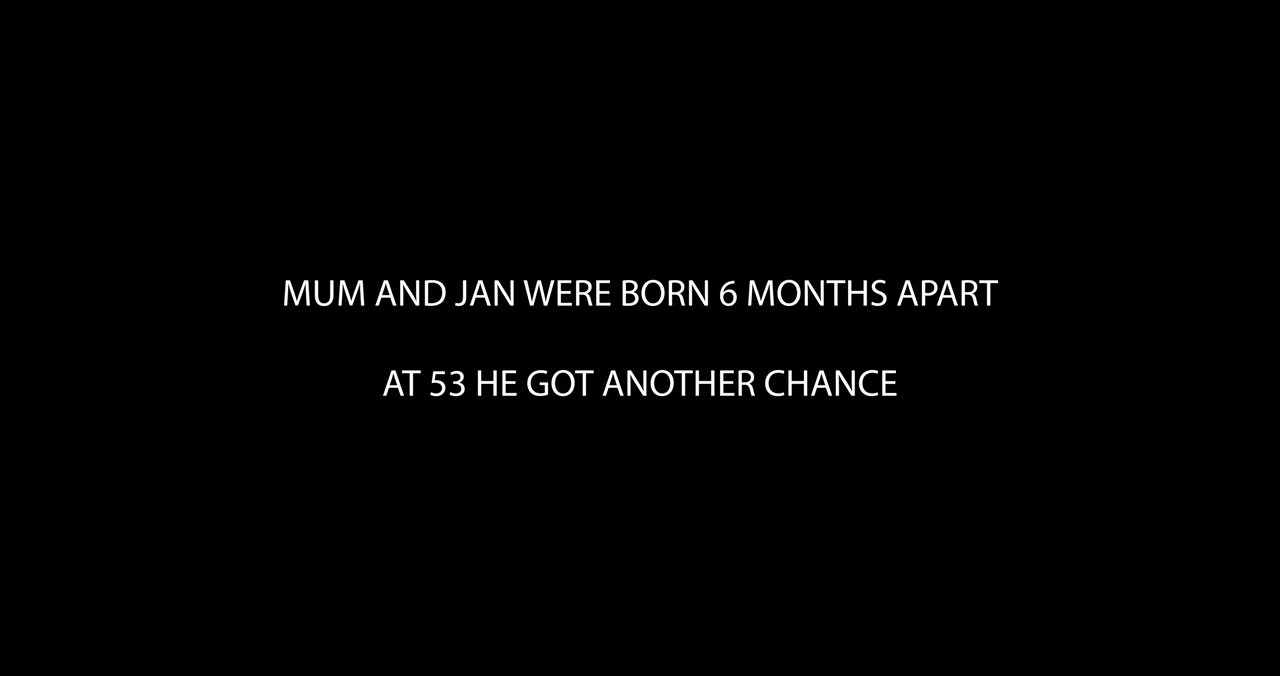 MUM AND JAN WERE BORN 6 MONTHS APART
AT 53 HE GOT ANOTHER CHANCE